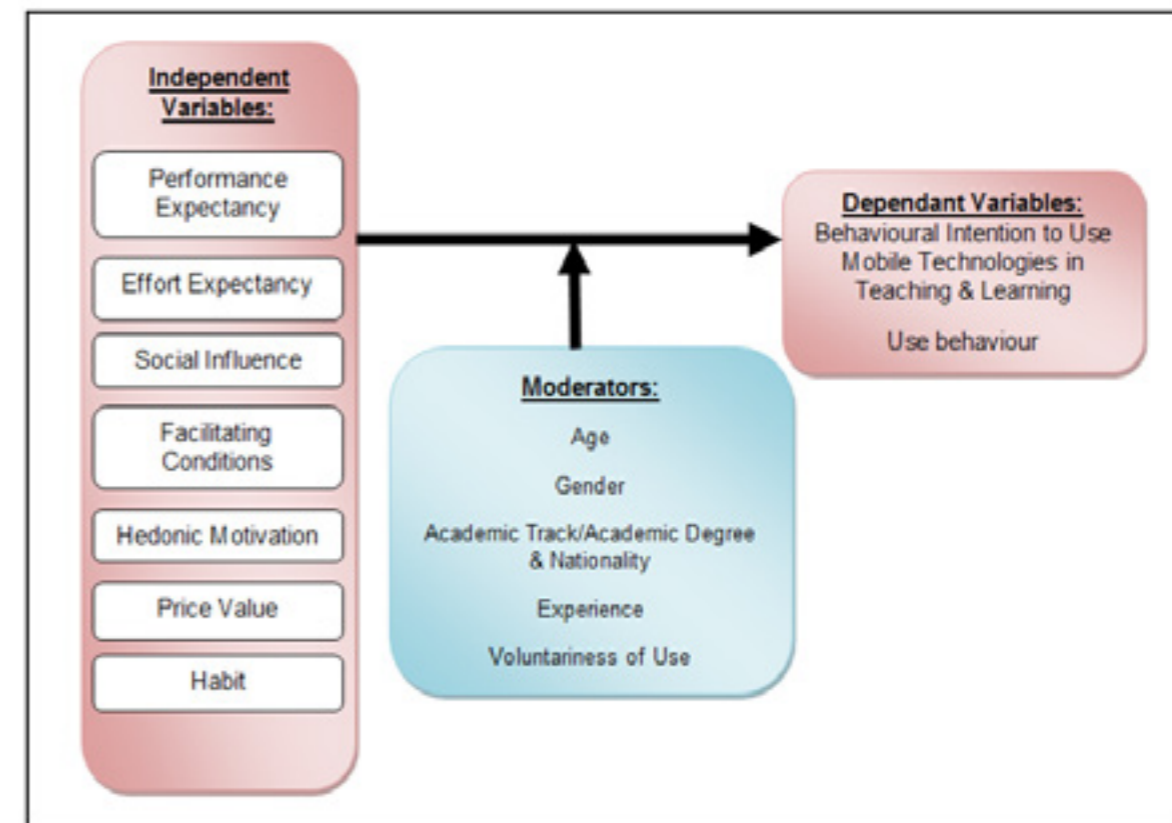 Independent
Variables:
Performance
Expectancy
Effort Expectancy
Social Influence
Facilitating
Conditions
Hedonic Motivation
Price Value
Habit
Moderators:
Age
Gender
Academic Track/Academic Degree
& Nationality
Experience
Voluntariness of Use
Dependant Variables:
Behavioural Intention to Use
Mobile Technologies in
Teaching & Learning
Use behaviour